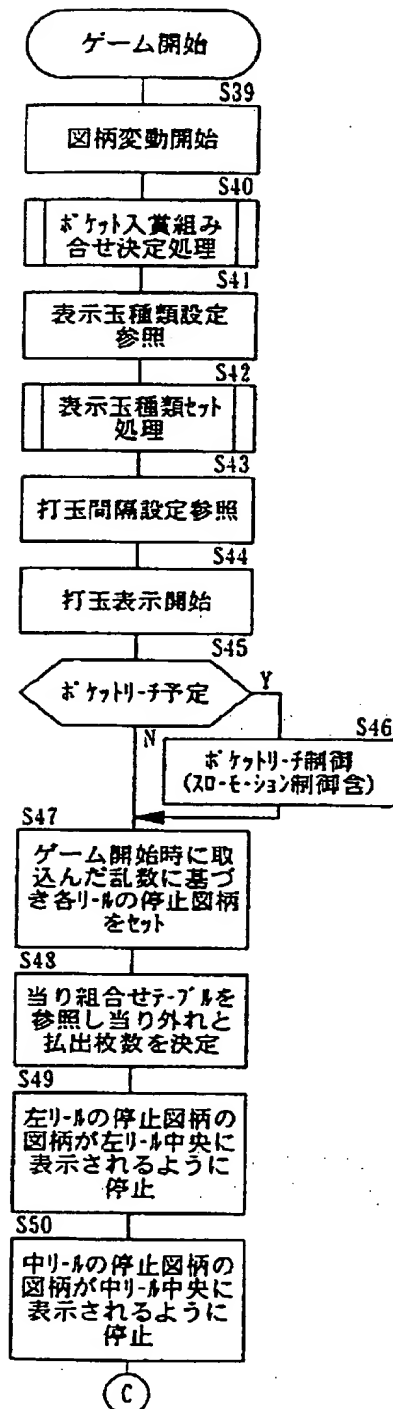 ゲーム開始
S39
図柄変動開始
S40
ポケット入賞組み
合せ決定処理
S41
表示玉種類設定
参照
S42
表示玉種類セット
処理
S43
打玉間隔設定参照
S44
打玉表示開始
S45
ポケットリーチ予定
Y
N
S46
ポケットリーチ制御
(スローモーション制御含)
S47
ゲーム開始時に取
込んだ乱数に基づ
き各リールの停止図柄
をセット
S48
当り組合せテーブルを
参照し当り外れと
払出枚数を決定
S49
左リールの停止図柄の
図柄が左リール中央に
表示されるように
停止
S50
中リールの停止図柄の
図柄が中リール中央に
表示されるように
停止
C